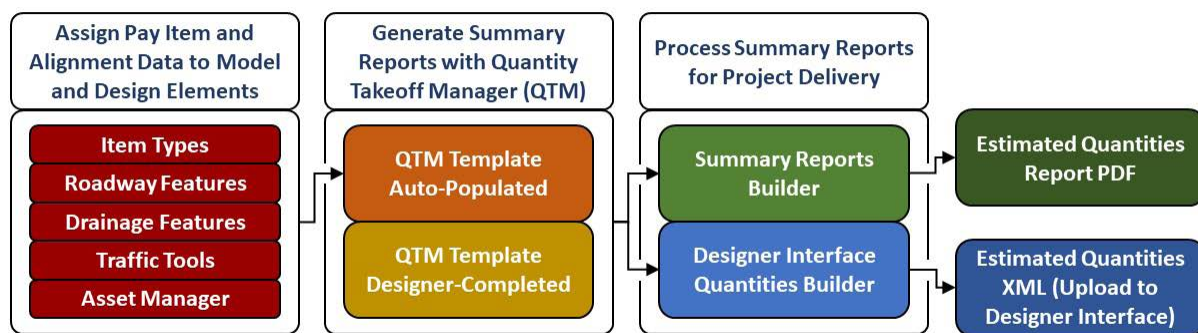 Assign Pay Item and
Alignment Data to Model
and Design Elements
Item Types
Roadway Features
Drainage Features
Traffic Tools
Asset Manager
Generate Summary
Reports with Quantity
Takeoff Manager (QTM)
QTM Template
Auto-Populated
QTM Template
Designer-Completed
Process Summary Reports
for Project Delivery
Summary Reports
Builder
Designer Interface
Quantities Builder
Estimated Quantities
Report PDF
Estimated Quantities
XML (Upload to
Designer Interface)